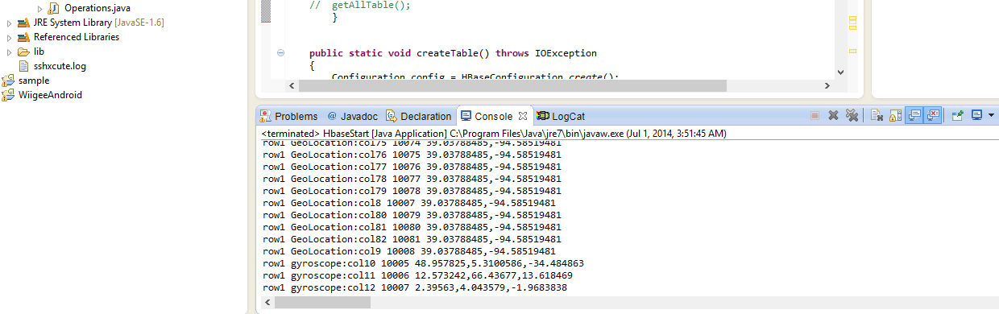 Operations.java
JRE System Library [JavaSE-1.6]
Referenced Libraries
lib
sshxcute.log
sample
WiigeeAndroid
// getAllTable();
}
public static void createTable() throws IOException
{
Configuration config = HBaseConfiguration.create();
Problems @ Javadoc Declaration Console LogCat
<terminated> HbaseStart [Java Application] C:\Program Files\Java\jre7\bin\javaw.exe (Jul 1, 2014, 3:51:45 AM)
row1 GeoLocation:col75 10074 39.03788485,-94.58519481
row1 GeoLocation:col76 10075 39.03788485,-94.58519481
row1 GeoLocation:col77 10076 39.03788485,-94.58519481
row1 GeoLocation:col78 10077 39.03788485,-94.58519481
row1 GeoLocation:col79 10078 39.03788485,-94.58519481
row1 GeoLocation:col8 10007 39.03788485,-94.58519481
row1 GeoLocation:col80 10079 39.03788485,-94.58519481
row1 GeoLocation:col81 10080 39.03788485,-94.58519481
row1 GeoLocation:col82 10081 39.03788485,-94.58519481
row1 GeoLocation:col9 10008 39.03788485,-94.58519481
row1 gyroscope:col10 10005 48.957825,5.3100586,-34.484863
row1 gyroscope:col11 10006 12.573242,66.43677,13.618469
row1 gyroscope:col12 10007 2.39563,4.043579,-1.9683838